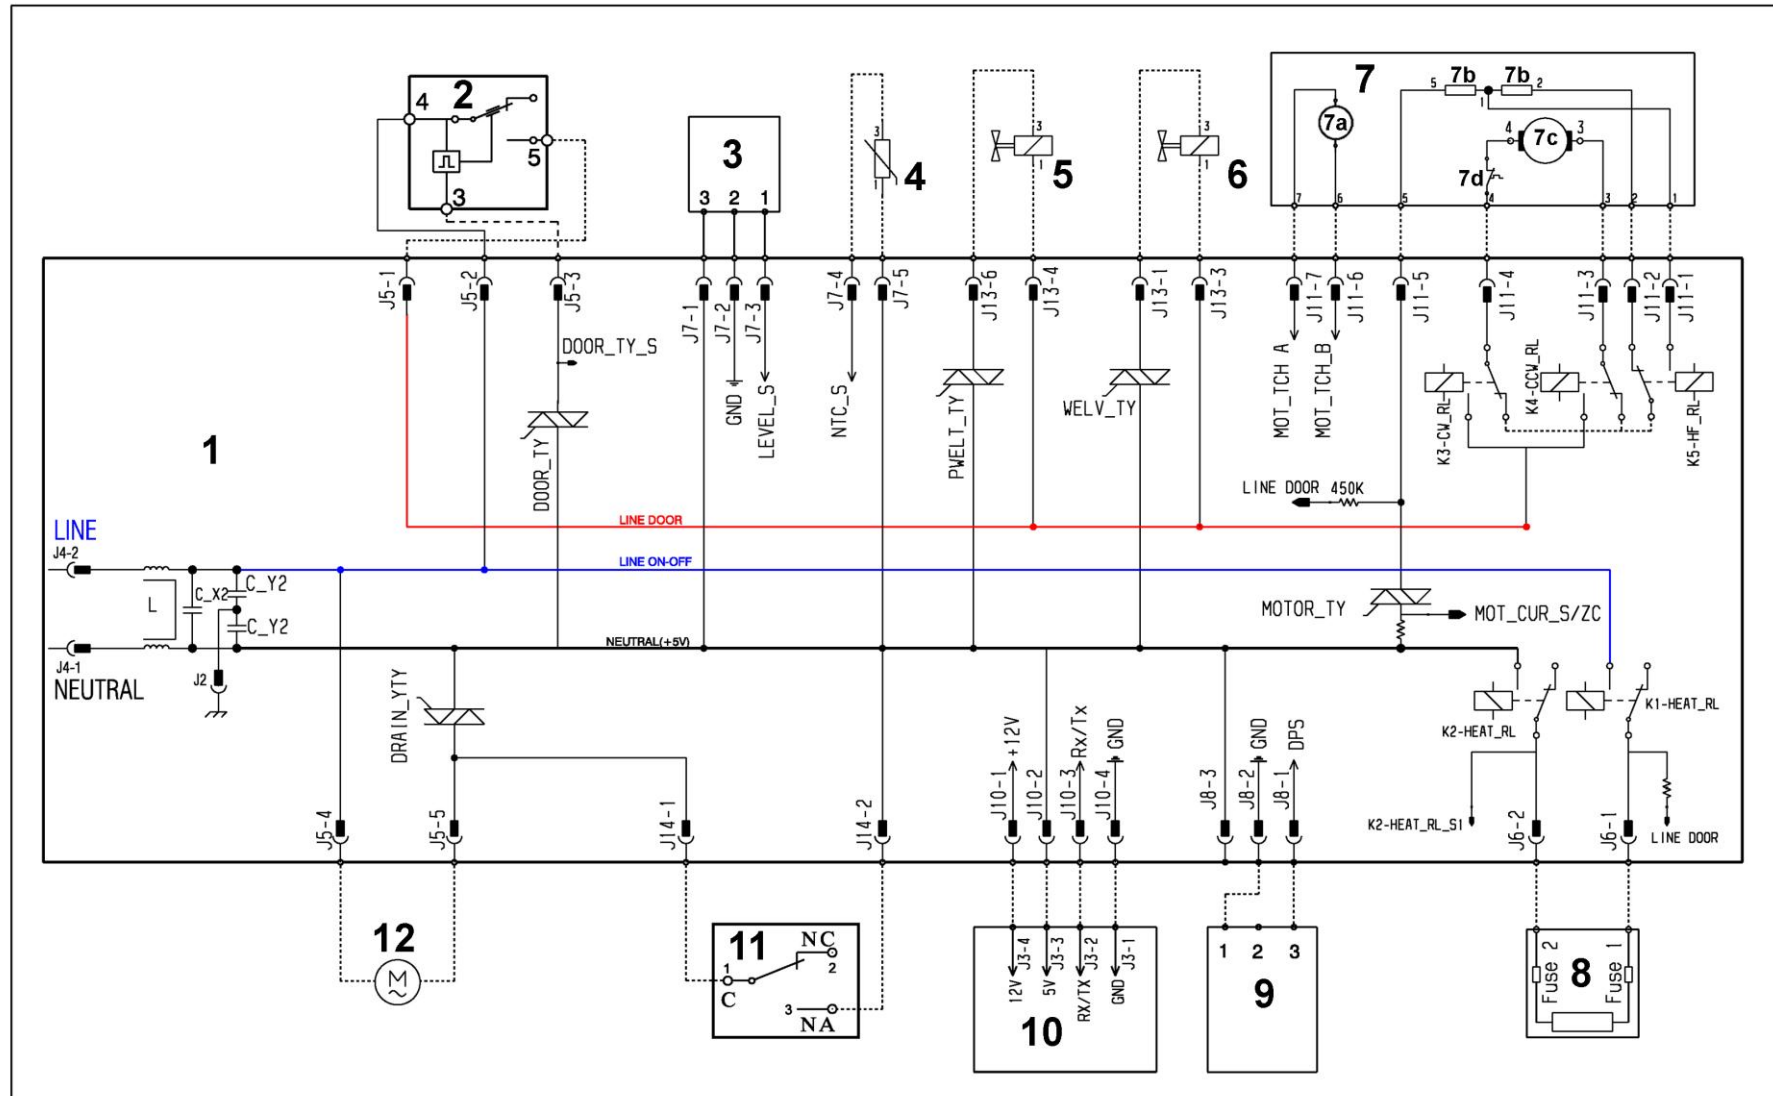 2
4
5
3
3
3 2 1
3
1
4
3
1
5
3
1
6
7
7a
5 7b 7b 2
1
4 7c 3
7d
7 6 5 4 3 2 1
J5-1
J5-2
J5-3
J7-1
J7-2
J7-3
J7-4
J7-5
J13-6
J13-4
J13-1
J13-3
J11-7
J11-6
J11-5
J11-4
J11-3
J11-2
J11-1
DOOR_TY_S
DOOR_TY
GND
LEVEL_S
NTC_S
PWELT_TY
WELV_TY
MOT_TCH A
MOT_TCH_B
K3-CW_RL
K4-CCW_RL
K5-HF_RL
1
LINE DOOR 450K
LINE DOOR
LINE
J4-2
LINE ON-OFF
L
C_X2
C_Y2
C_Y2
MOTOR_TY
MOT_CUR_S/ZC
NEUTRAL(+5V)
J4-1
NEUTRAL
J2
DRAIN_YTY
K2-HEAT_RL
K1-HEAT_RL
+12V
Rx/Tx
GND
GND
DPS
J5-4
J5-5
J14-1
J14-2
J10-1
J10-2
J10-3
J10-4
J8-3
J8-2
J8-1
K2-HEAT_RL_S1
J6-2
J6-1
LINE DOOR
12
M
11
NC
2
1
C
3
NA
J3-4
J3-3
J3-2
J3-1
12V
5V
RX/TX
GND
10
1 2 3
9
Fuse 2
8
Fuse 1